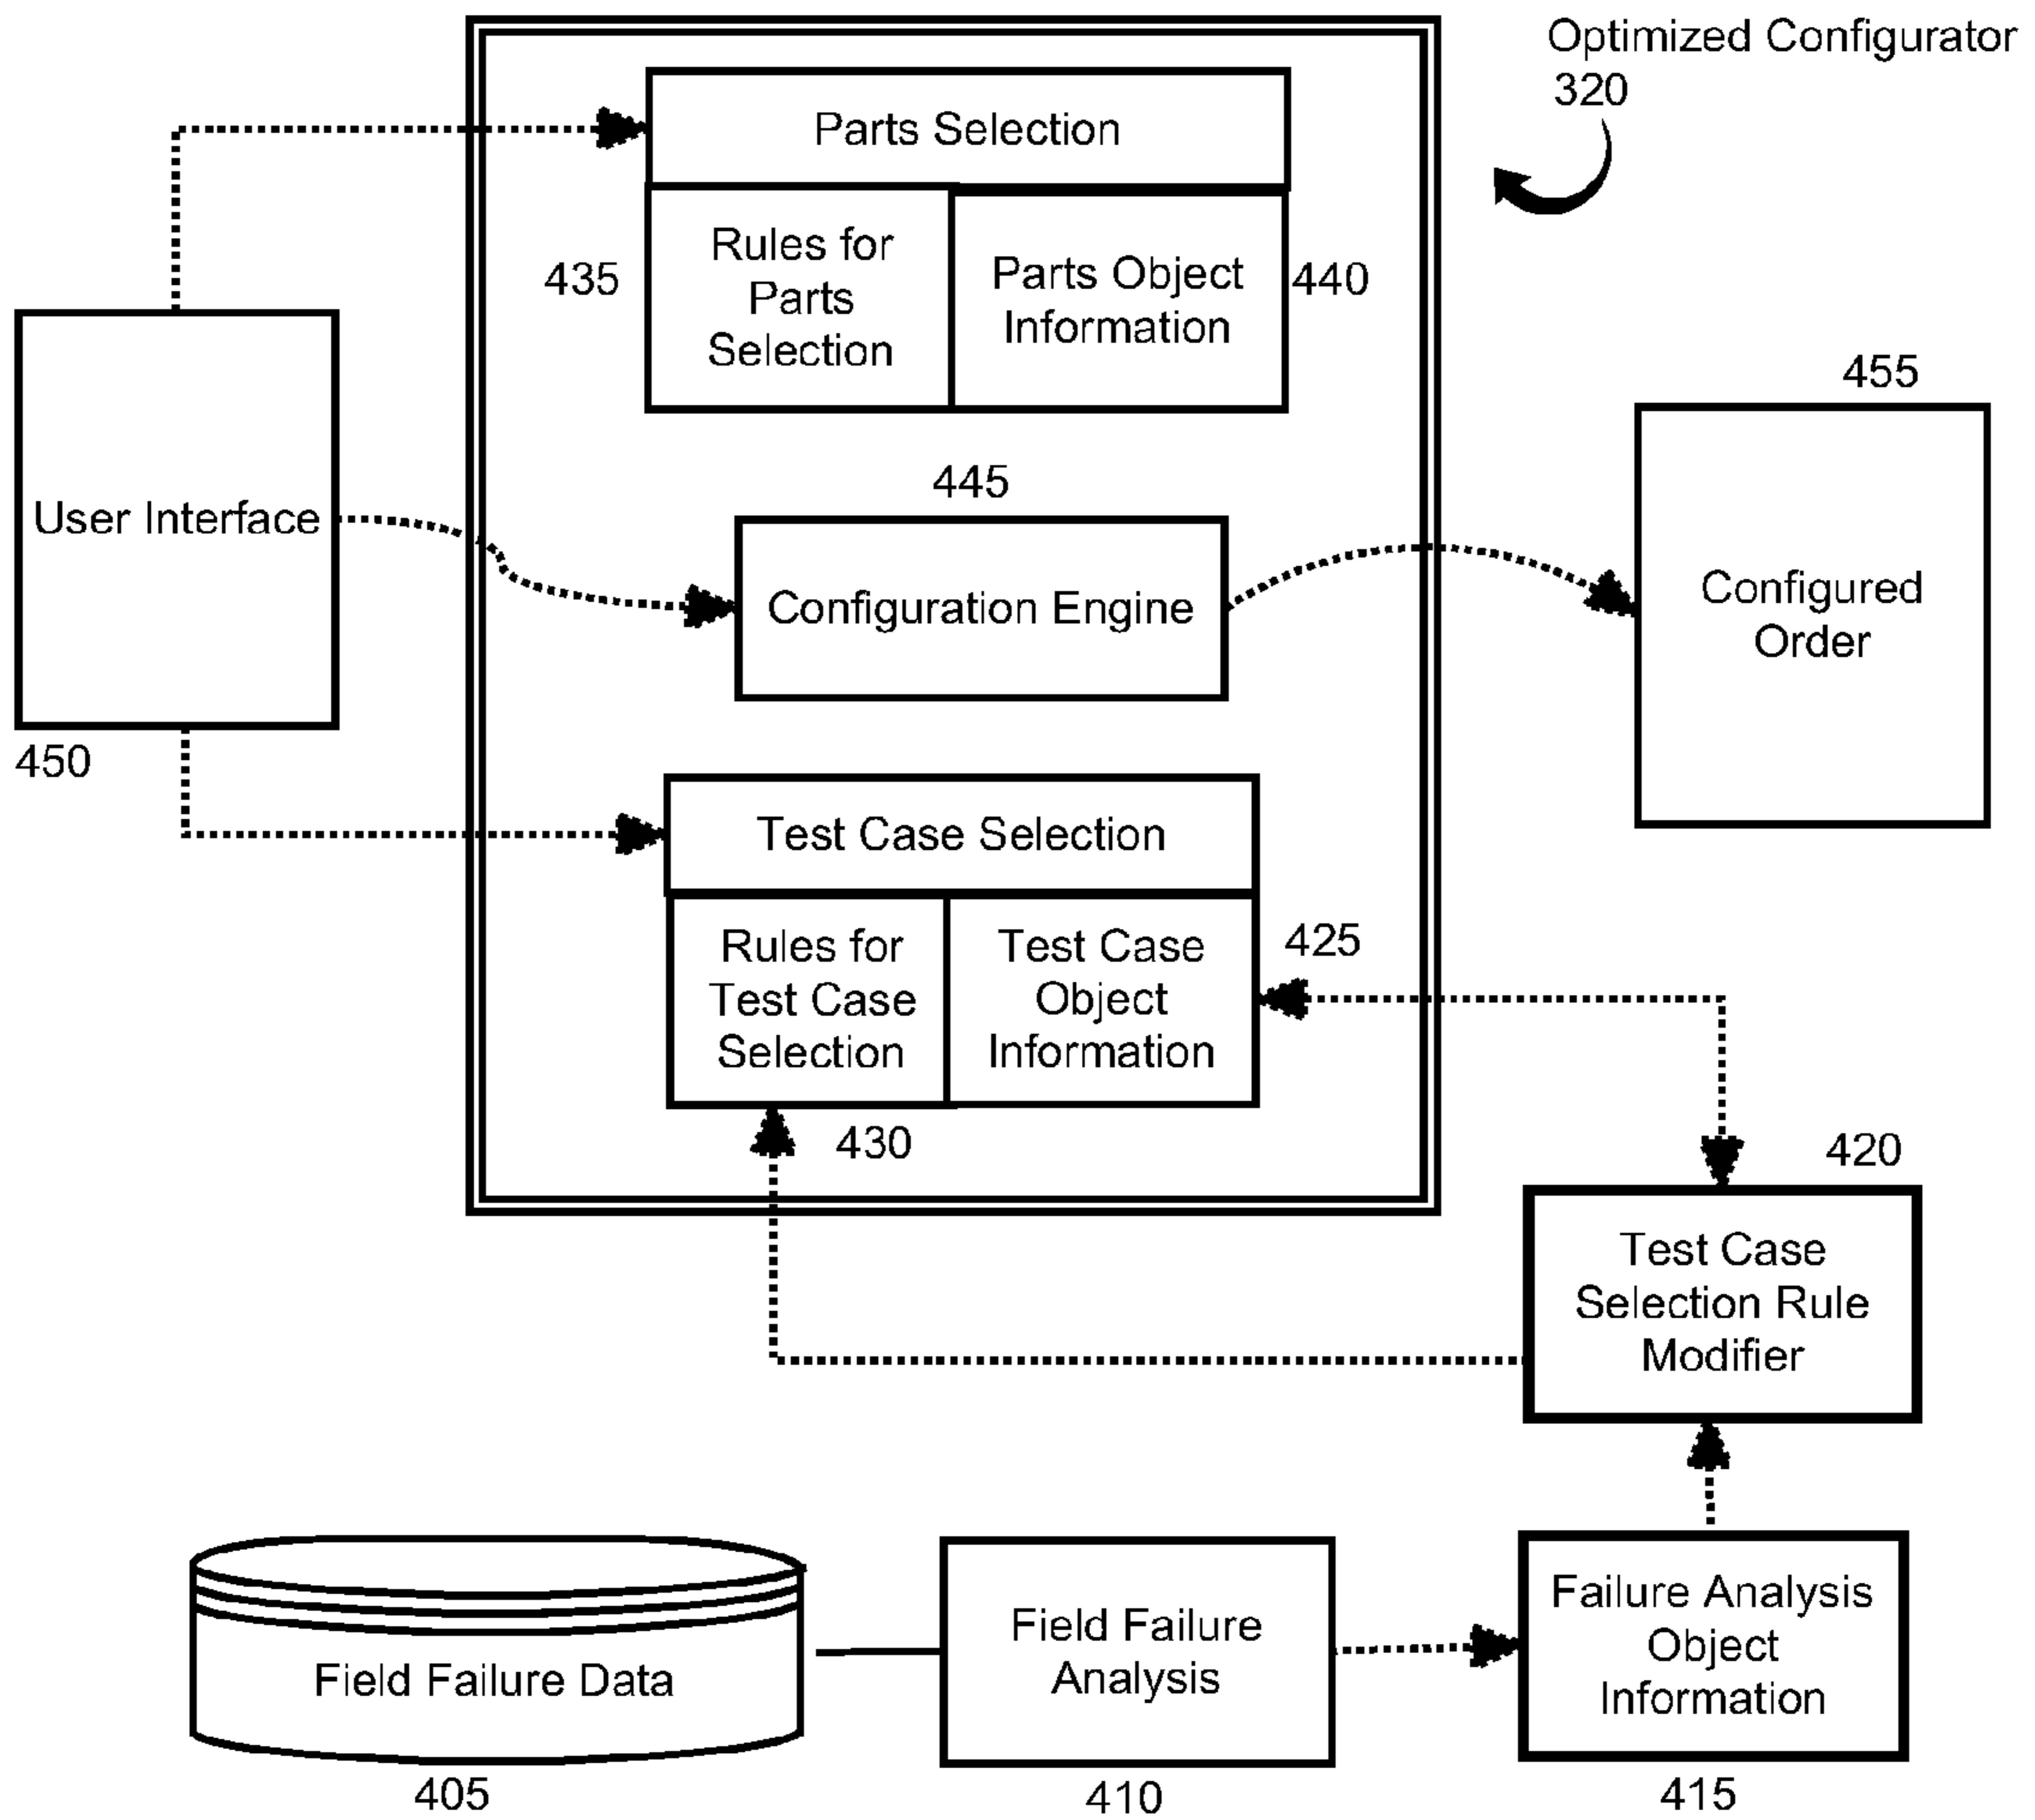 Optimized Configurator
320
Parts Selection
435
Rules for
Parts
Selection
Parts Object
Information
440
455
User Interface
450
445
Configuration Engine
Configured
Order
Test Case Selection
Rules for
Test Case
Selection
Test Case
Object
Information
425
430
420
Test Case
Selection Rule
Modifier
Field Failure Data
405
Field Failure
Analysis
410
Failure Analysis
Object
Information
415